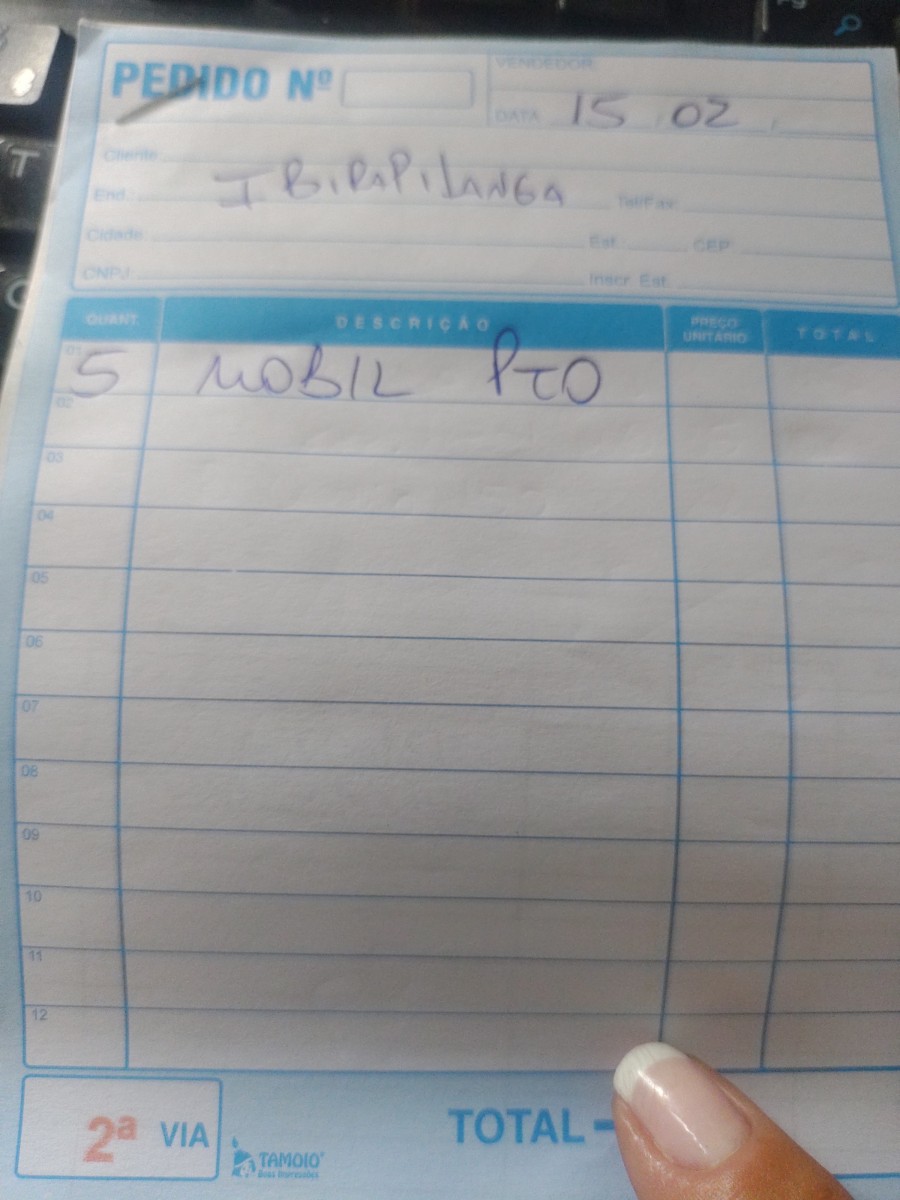 PEDIDO Nº
VENDEDOR:
DATA 15 02
Cliente:
IBIRAPITANGA
End.: Tel/Fax:
Cidade: Est.: CEP:
CNPJ: Inscr. Est.
QUANT. DESCRIÇÃO PREÇO UNITÁRIO TOTAL
01 5 MOBIL PTO
02
03
04
05
06
07
08
09
10
11
12
2ª VIA
TAMOIO
Boas Impressões
TOTAL